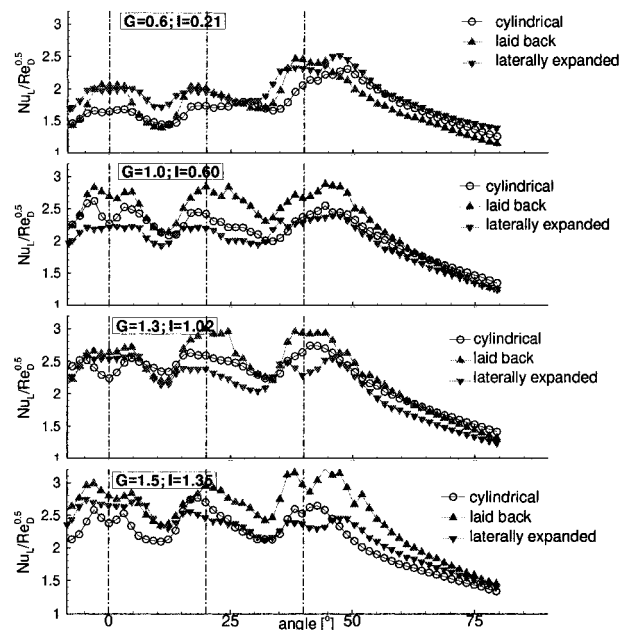 G=0.6; I=0.21
cylindrical
laid back
laterally expanded
Nu_L/Re_D^0.5
3
2.5
2
1.5
1
G=1.0; I=0.60
cylindrical
laid back
laterally expanded
Nu_L/Re_D^0.5
3
2.5
2
1.5
1
G=1.3; I=1.02
cylindrical
laid back
laterally expanded
Nu_L/Re_D^0.5
3
2.5
2
1.5
1
G=1.5; I=1.35
cylindrical
laid back
laterally expanded
Nu_L/Re_D^0.5
3
2.5
2
1.5
1
0 25 50 75
angle [°]